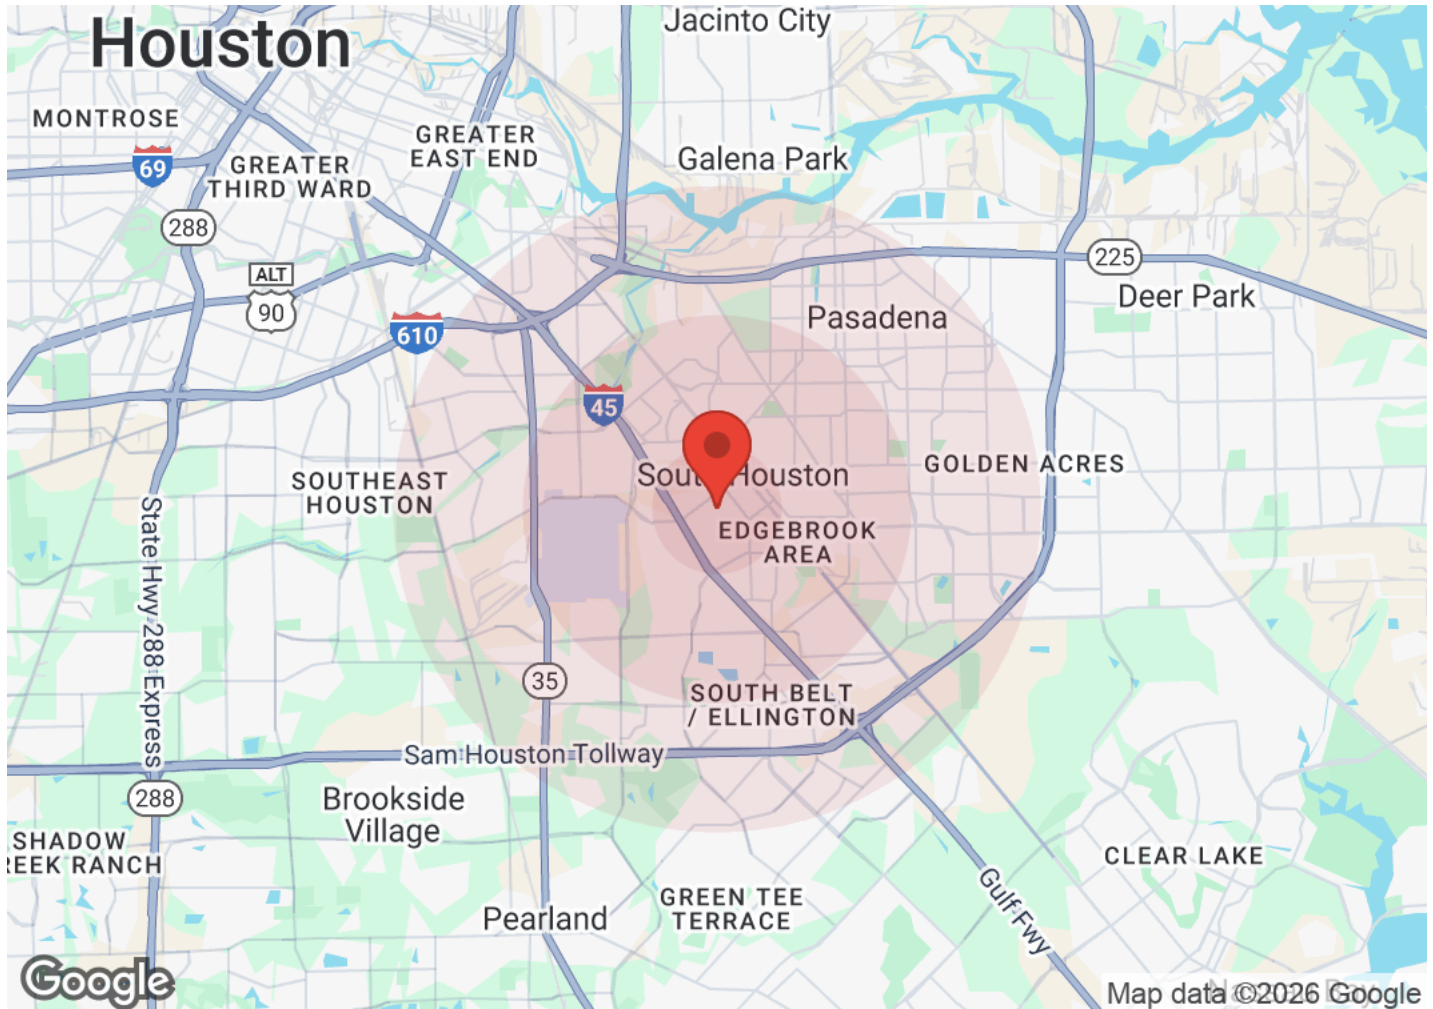 Jacinto City
Houston
MONTROSE
GREATER
EAST END
Galena Park
69
GREATER
THIRD WARD
288
225
ALT
90
Deer Park
Pasadena
610
45
South Houston
GOLDEN ACRES
SOUTHEAST
HOUSTON
EDGEBROOK
AREA
State Hwy 288 Express
35
SOUTH BELT
/ ELLINGTON
Sam Houston Tollway
288
Brookside
Village
SHADOW
REEK RANCH
CLEAR LAKE
GREEN TEE
TERRACE
Gulf Fwy
Pearland
Google
Map data ©2026 Google